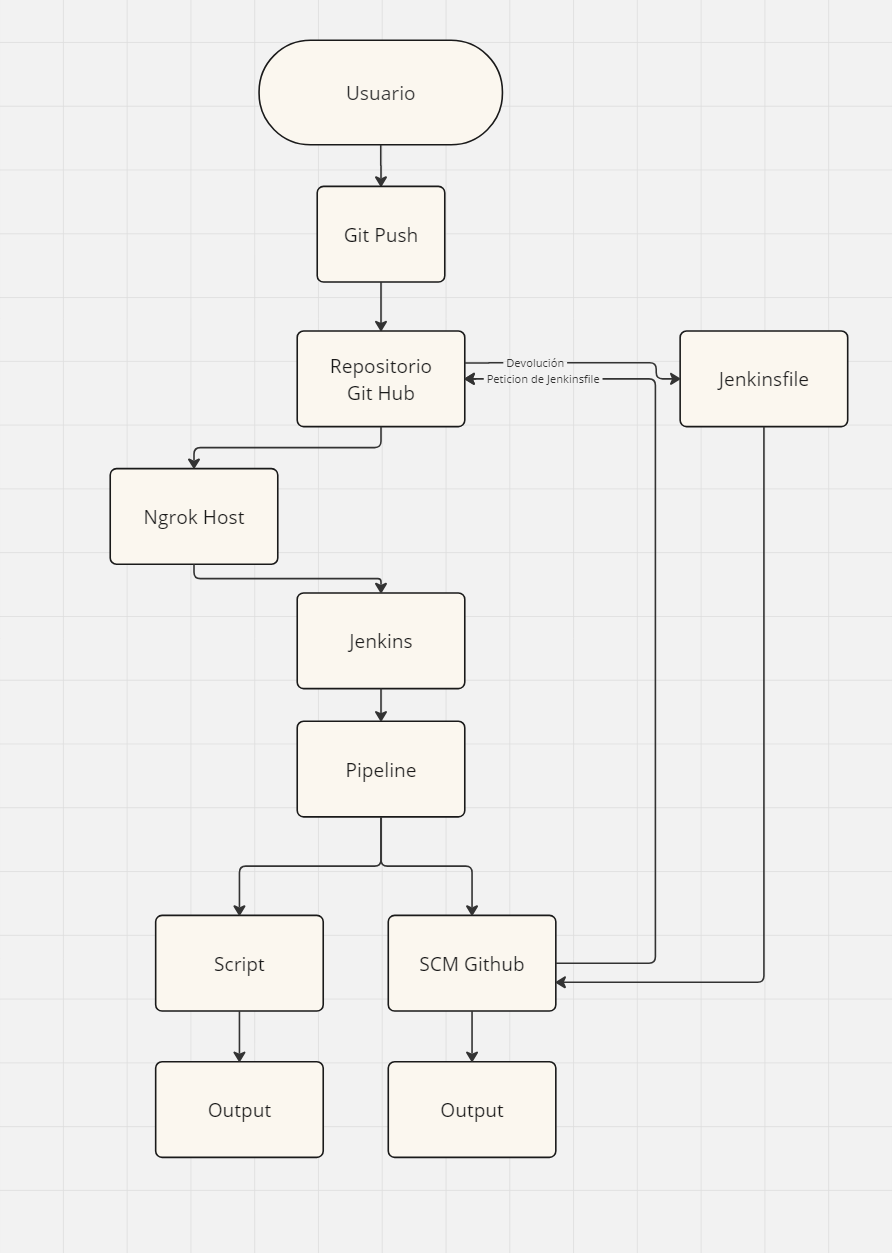 Usuario
Git Push
Repositorio
Git Hub
Devolución
Peticion de Jenkinsfile
Jenkinsfile
Ngrok Host
Jenkins
Pipeline
Script
SCM Github
Output
Output